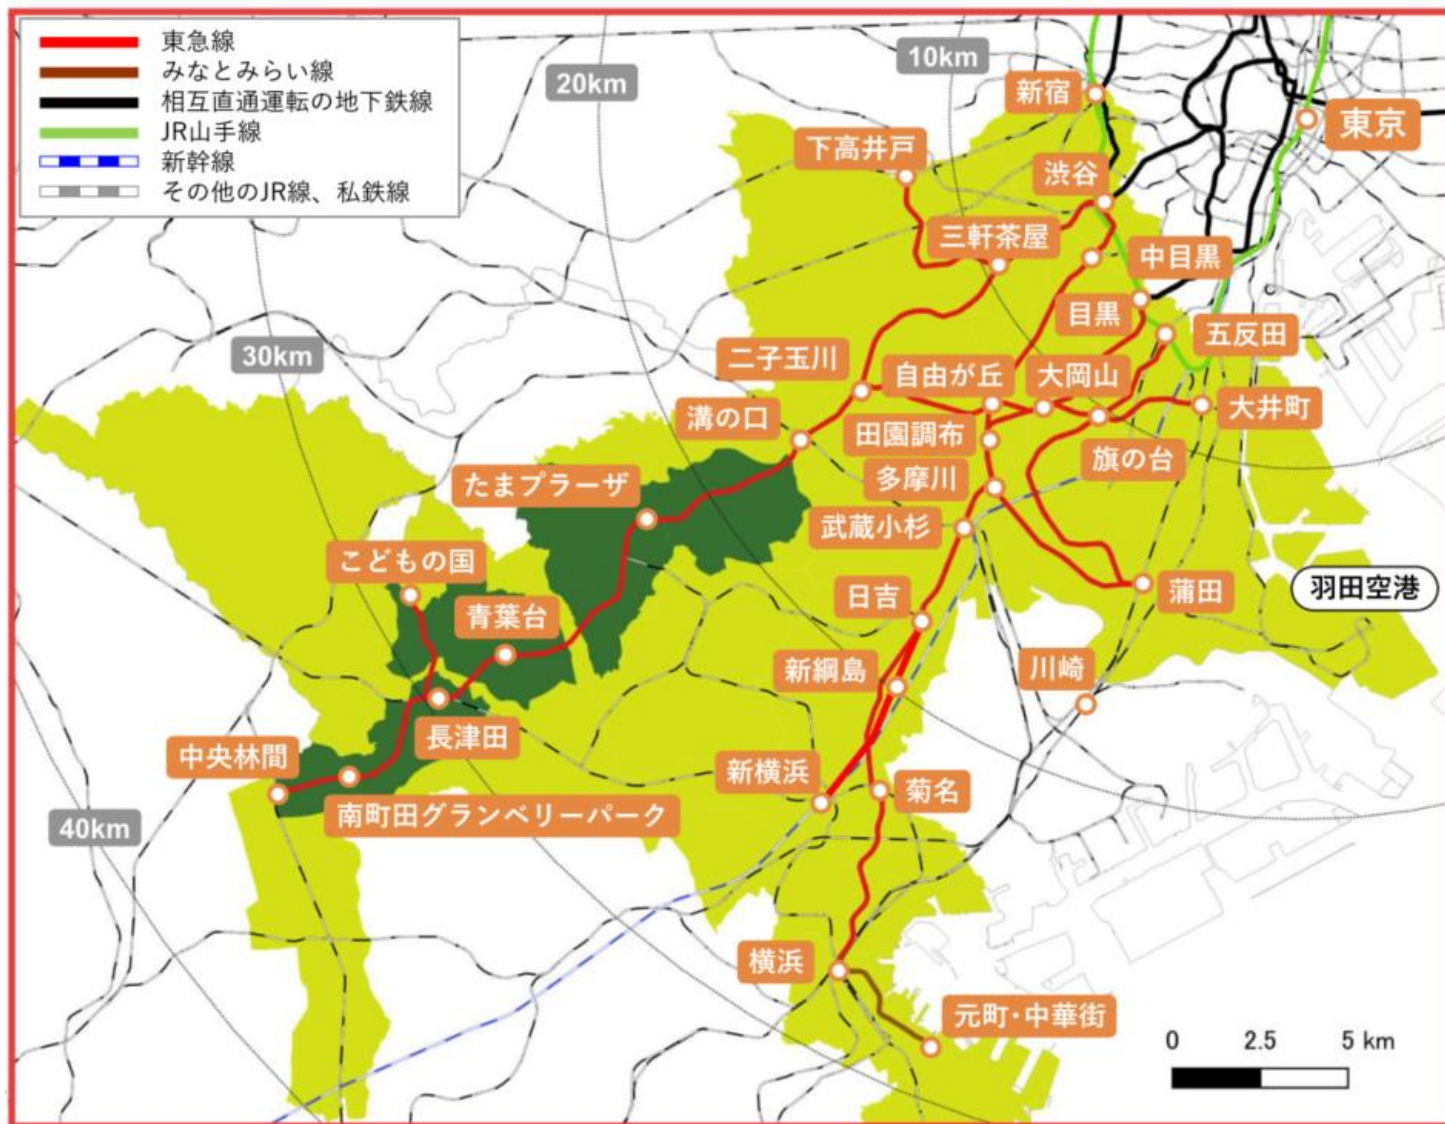 東急線
みなとみらい線
相互直通運転の地下鉄線
JR山手線
新幹線
その他のJR線、私鉄線
10km
20km
30km
40km
新宿
東京
下高井戸
渋谷
三軒茶屋
中目黒
目黒
五反田
二子玉川
自由が丘
大岡山
大井町
溝の口
田園調布
旗の台
たまプラーザ
多摩川
武蔵小杉
こどもの国
羽田空港
蒲田
日吉
青葉台
新綱島
川崎
長津田
中央林間
新横浜
菊名
南町田グランベリーパーク
横浜
元町・中華街
0 2.5 5 km